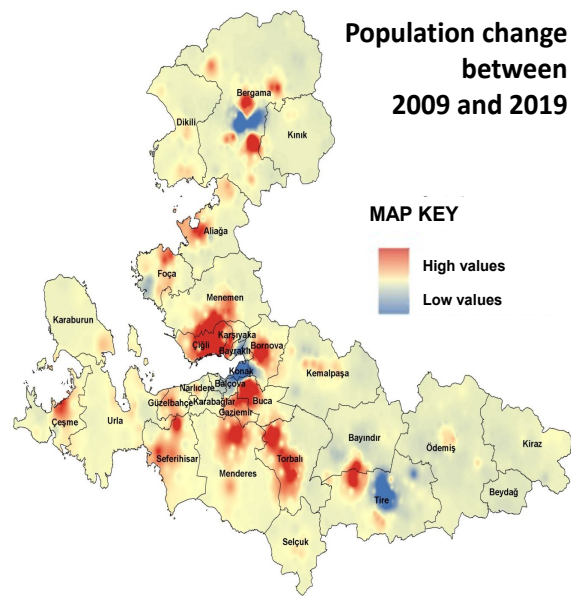 Population change
between
2009 and 2019
Bergama
Dikili
Kınık
MAP KEY
High values
Low values
Aliağa
Foça
Menemen
Karaburun
Karşıyaka
Çiğli
Bayraklı
Bornova
Konak
Kemalpaşa
Balçova
Narlıdere
Güzelbahçe
Karabağlar
Buca
Gaziemir
Çeşme
Urla
Bayındır
Ödemiş
Kiraz
Seferihisar
Menderes
Torbalı
Beydağ
Tire
Selçuk